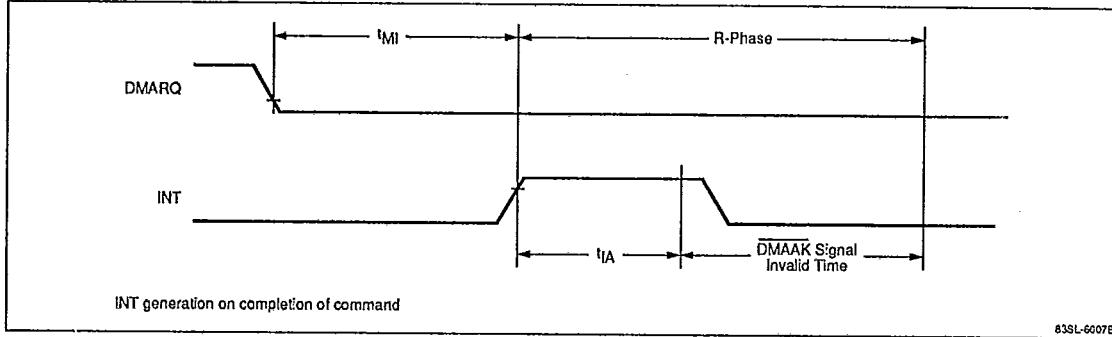 tMI
R-Phase
DMARQ
INT
tIA
DMAAK Signal
Invalid Time
INT generation on completion of command
83SL-6007B